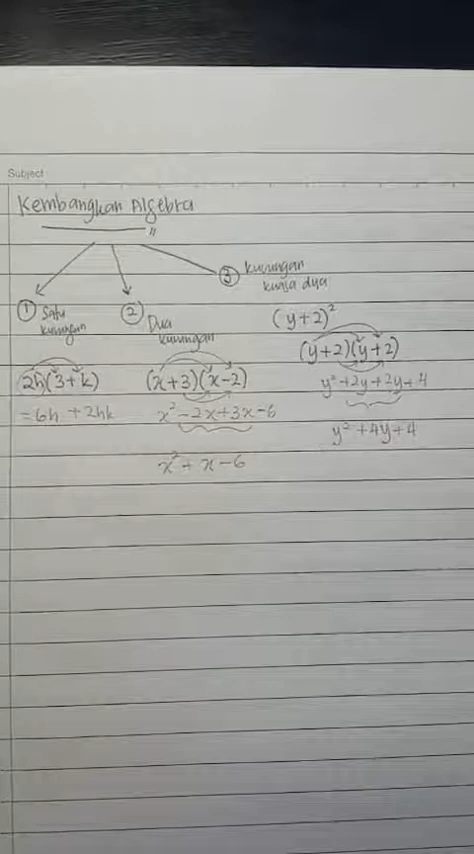 Subject
Kembangkan Algebra
① Satu
kurungan
2h(3+k)
= 6h + 2hk
② Dua
kurungan
(x+3)(x-2)
x² - 2x + 3x - 6
x² + x - 6
③ kurungan
kuasa dua
(y+2)²
(y+2)(y+2)
y² + 2y + 2y + 4
y² + 4y + 4